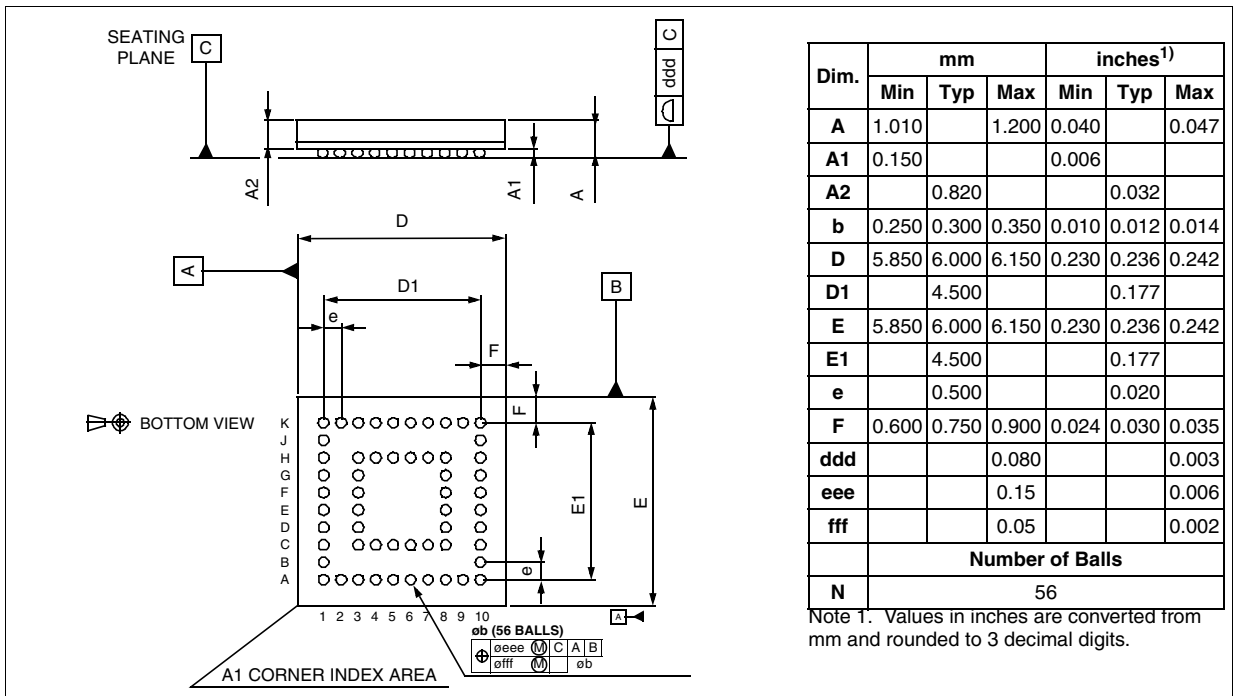 SEATING
PLANE
C
ddd C
A2
A1
A
D
A
D1
B
e
F
F
BOTTOM VIEW
K
J
H
G
F
E
D
C
B
A
E1
E
e
1 2 3 4 5 6 7 8 9 10
A
øb (56 BALLS)
øeee M C A B
øfff M øb
A1 CORNER INDEX AREA
Dim. mm inches1)
Min Typ Max Min Typ Max
A 1.010 1.200 0.040 0.047
A1 0.150 0.006
A2 0.820 0.032
b 0.250 0.300 0.350 0.010 0.012 0.014
D 5.850 6.000 6.150 0.230 0.236 0.242
D1 4.500 0.177
E 5.850 6.000 6.150 0.230 0.236 0.242
E1 4.500 0.177
e 0.500 0.020
F 0.600 0.750 0.900 0.024 0.030 0.035
ddd 0.080 0.003
eee 0.15 0.006
fff 0.05 0.002
Number of Balls
N 56
Note 1. Values in inches are converted from
mm and rounded to 3 decimal digits.